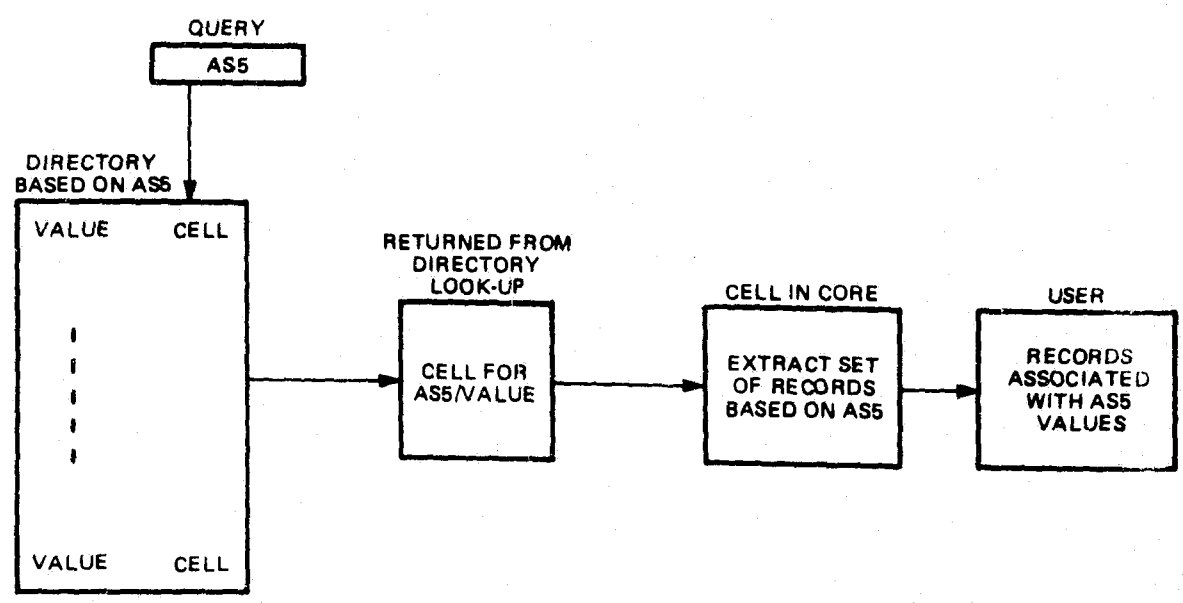 QUERY
AS5
DIRECTORY
BASED ON AS5
VALUE CELL
VALUE CELL
RETURNED FROM
DIRECTORY
LOOK-UP
CELL FOR
AS5/VALUE
CELL IN CORE
EXTRACT SET
OF RECORDS
BASED ON AS5
USER
RECORDS
ASSOCIATED
WITH AS5
VALUES